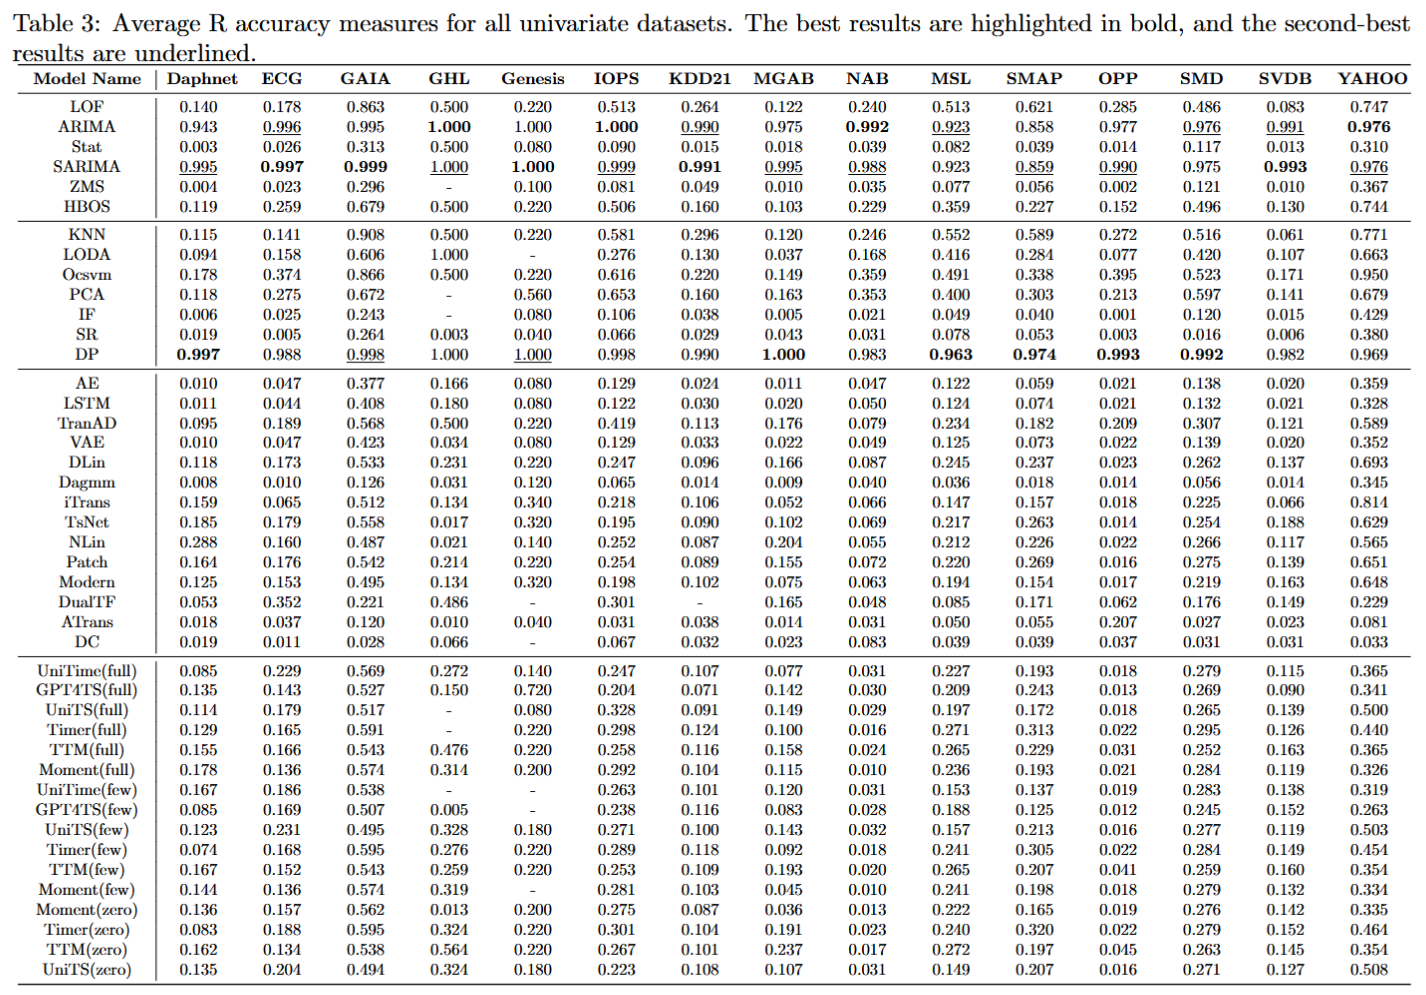 Table 3: Average R accuracy measures for all univariate datasets. The best results are highlighted in bold, and the second-best
results are underlined.
Model Name Daphnet ECG GAIA GHL Genesis IOPS KDD21 MGAB NAB MSL SMAP OPP SMD SVDB YAHOO
LOF 0.140 0.178 0.863 0.500 0.220 0.513 0.264 0.122 0.240 0.513 0.621 0.285 0.486 0.083 0.747
ARIMA 0.943 0.996 0.995 1.000 1.000 1.000 0.990 0.975 0.992 0.923 0.858 0.977 0.976 0.991 0.976
Stat 0.003 0.026 0.313 0.500 0.080 0.090 0.015 0.018 0.039 0.082 0.039 0.014 0.117 0.013 0.310
SARIMA 0.995 0.997 0.999 1.000 1.000 0.999 0.991 0.995 0.988 0.923 0.859 0.990 0.975 0.993 0.976
ZMS 0.004 0.023 0.296 - 0.100 0.081 0.049 0.010 0.035 0.077 0.056 0.002 0.121 0.010 0.367
HBOS 0.119 0.259 0.679 0.500 0.220 0.506 0.160 0.103 0.229 0.359 0.227 0.152 0.496 0.130 0.744
KNN 0.115 0.141 0.908 0.500 0.220 0.581 0.296 0.120 0.246 0.552 0.589 0.272 0.516 0.061 0.771
LODA 0.094 0.158 0.606 1.000 - 0.276 0.130 0.037 0.168 0.416 0.284 0.077 0.420 0.107 0.663
Ocsvm 0.178 0.374 0.866 0.500 0.220 0.616 0.220 0.149 0.359 0.491 0.338 0.395 0.523 0.171 0.950
PCA 0.118 0.275 0.672 - 0.560 0.653 0.160 0.163 0.353 0.400 0.303 0.213 0.597 0.141 0.679
IF 0.006 0.025 0.243 - 0.080 0.106 0.038 0.005 0.021 0.049 0.040 0.001 0.120 0.015 0.429
SR 0.019 0.005 0.264 0.003 0.040 0.066 0.029 0.043 0.031 0.078 0.053 0.003 0.016 0.006 0.380
DP 0.997 0.988 0.998 1.000 1.000 0.998 0.990 1.000 0.983 0.963 0.974 0.993 0.992 0.982 0.969
AE 0.010 0.047 0.377 0.166 0.080 0.129 0.024 0.011 0.047 0.122 0.059 0.021 0.138 0.020 0.359
LSTM 0.011 0.044 0.408 0.180 0.080 0.122 0.030 0.020 0.050 0.124 0.074 0.021 0.132 0.021 0.328
TranAD 0.095 0.189 0.568 0.500 0.220 0.419 0.113 0.176 0.079 0.234 0.182 0.209 0.307 0.121 0.589
VAE 0.010 0.047 0.423 0.034 0.080 0.129 0.033 0.022 0.049 0.125 0.073 0.022 0.139 0.020 0.352
DLin 0.118 0.173 0.533 0.231 0.220 0.247 0.096 0.166 0.087 0.245 0.237 0.023 0.262 0.137 0.693
Dagmm 0.008 0.010 0.126 0.031 0.120 0.065 0.014 0.009 0.040 0.036 0.018 0.014 0.056 0.014 0.345
iTrans 0.159 0.065 0.512 0.134 0.340 0.218 0.106 0.052 0.066 0.147 0.157 0.018 0.225 0.066 0.814
TsNet 0.185 0.179 0.558 0.017 0.320 0.195 0.090 0.102 0.069 0.217 0.263 0.014 0.254 0.188 0.629
NLin 0.288 0.160 0.487 0.021 0.140 0.252 0.087 0.204 0.055 0.212 0.226 0.022 0.266 0.117 0.565
Patch 0.164 0.176 0.542 0.214 0.220 0.254 0.089 0.155 0.072 0.220 0.269 0.016 0.275 0.139 0.651
Modern 0.125 0.153 0.495 0.134 0.320 0.198 0.102 0.075 0.063 0.194 0.154 0.017 0.219 0.163 0.648
DualTF 0.053 0.352 0.221 0.486 - 0.301 - 0.165 0.048 0.085 0.171 0.062 0.176 0.149 0.229
ATrans 0.018 0.037 0.120 0.010 0.040 0.031 0.038 0.014 0.031 0.050 0.055 0.207 0.027 0.023 0.081
DC 0.019 0.011 0.028 0.066 - 0.067 0.032 0.023 0.083 0.039 0.039 0.037 0.031 0.031 0.033
UniTime(full) 0.085 0.229 0.569 0.272 0.140 0.247 0.107 0.077 0.031 0.227 0.193 0.018 0.279 0.115 0.365
GPT4TS(full) 0.135 0.143 0.527 0.150 0.720 0.204 0.071 0.142 0.030 0.209 0.243 0.013 0.269 0.090 0.341
UniTS(full) 0.114 0.179 0.517 - 0.080 0.328 0.091 0.149 0.029 0.197 0.172 0.018 0.265 0.139 0.500
Timer(full) 0.129 0.165 0.591 - 0.220 0.298 0.124 0.100 0.016 0.271 0.313 0.022 0.295 0.126 0.440
TTM(full) 0.155 0.166 0.543 0.476 0.220 0.258 0.116 0.158 0.024 0.265 0.229 0.031 0.252 0.163 0.365
Moment(full) 0.178 0.136 0.574 0.314 0.200 0.292 0.104 0.115 0.010 0.236 0.193 0.021 0.284 0.119 0.326
UniTime(few) 0.167 0.186 0.538 - - 0.263 0.101 0.120 0.031 0.153 0.137 0.019 0.283 0.138 0.319
GPT4TS(few) 0.085 0.169 0.507 0.005 - 0.238 0.116 0.083 0.028 0.188 0.125 0.012 0.245 0.152 0.263
UniTS(few) 0.123 0.231 0.495 0.328 0.180 0.271 0.100 0.143 0.032 0.157 0.213 0.016 0.277 0.119 0.503
Timer(few) 0.074 0.168 0.595 0.276 0.220 0.289 0.118 0.092 0.018 0.241 0.305 0.022 0.284 0.149 0.454
TTM(few) 0.167 0.152 0.543 0.259 0.220 0.253 0.109 0.193 0.020 0.265 0.207 0.041 0.259 0.160 0.354
Moment(few) 0.144 0.136 0.574 0.319 - 0.281 0.103 0.045 0.010 0.241 0.198 0.018 0.279 0.132 0.334
Moment(zero) 0.136 0.157 0.562 0.013 0.200 0.275 0.087 0.036 0.013 0.222 0.165 0.019 0.276 0.142 0.335
Timer(zero) 0.083 0.188 0.595 0.324 0.220 0.301 0.104 0.191 0.023 0.240 0.320 0.022 0.279 0.152 0.464
TTM(zero) 0.162 0.134 0.538 0.564 0.220 0.267 0.101 0.237 0.017 0.272 0.197 0.045 0.263 0.145 0.354
UniTS(zero) 0.135 0.204 0.494 0.324 0.180 0.223 0.108 0.107 0.031 0.149 0.207 0.016 0.271 0.127 0.508